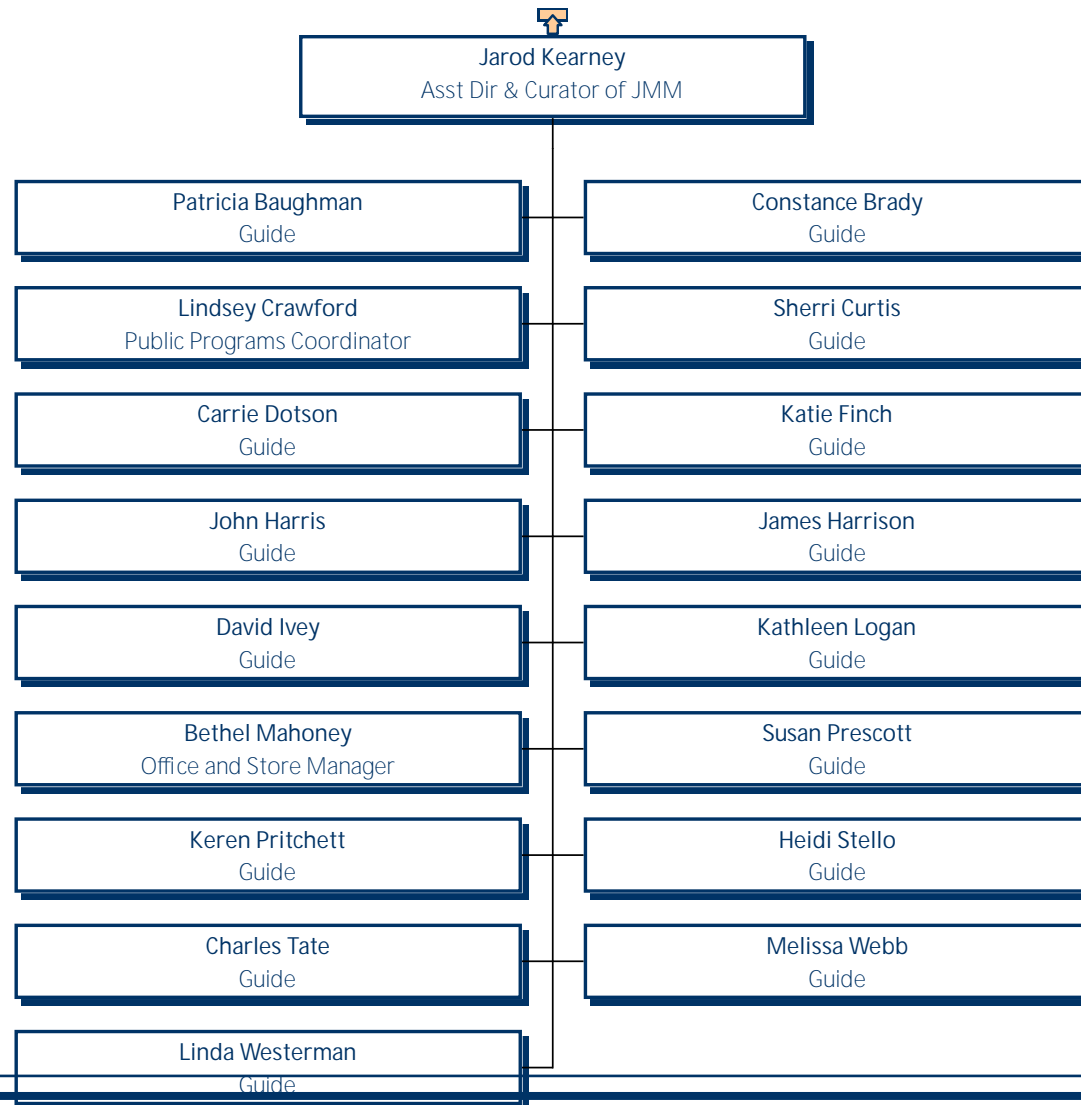 Jarod Kearney
Asst Dir & Curator of JMM
Patricia Baughman
Guide
Constance Brady
Guide
Lindsey Crawford
Public Programs Coordinator
Sherri Curtis
Guide
Carrie Dotson
Guide
Katie Finch
Guide
John Harris
Guide
James Harrison
Guide
David Ivey
Guide
Kathleen Logan
Guide
Bethel Mahoney
Office and Store Manager
Susan Prescott
Guide
Keren Pritchett
Guide
Heidi Stello
Guide
Charles Tate
Guide
Melissa Webb
Guide
Linda Westerman
Guide